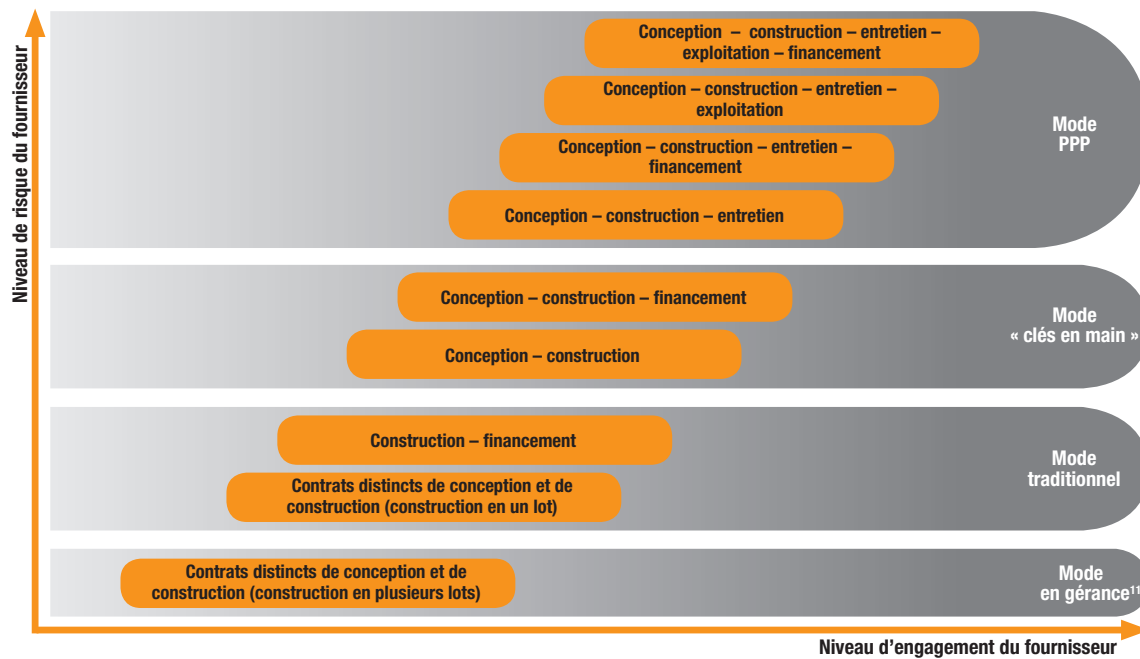 Niveau de risque du fournisseur
Conception – construction – entretien –
exploitation – financement
Conception – construction – entretien –
exploitation
Conception – construction – entretien –
financement
Conception – construction – entretien
Mode
PPP
Conception – construction – financement
Conception – construction
Mode
« clés en main »
Construction – financement
Contrats distincts de conception et de
construction (construction en un lot)
Mode
traditionnel
Contrats distincts de conception et de
construction (construction en plusieurs lots)
Mode
en gérance¹¹
Niveau d’engagement du fournisseur